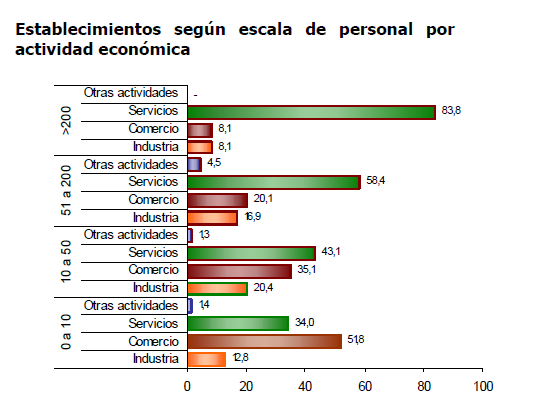 Establecimientos según escala de personal por
actividad económica
>200
Otras actividades -
Servicios 83,8
Comercio 8,1
Industria 8,1
51 a 200
Otras actividades 4,5
Servicios 58,4
Comercio 20,1
Industria 16,9
10 a 50
Otras actividades 1,3
Servicios 43,1
Comercio 35,1
Industria 20,4
0 a 10
Otras actividades 1,4
Servicios 34,0
Comercio 51,8
Industria 12,8
0 20 40 60 80 100